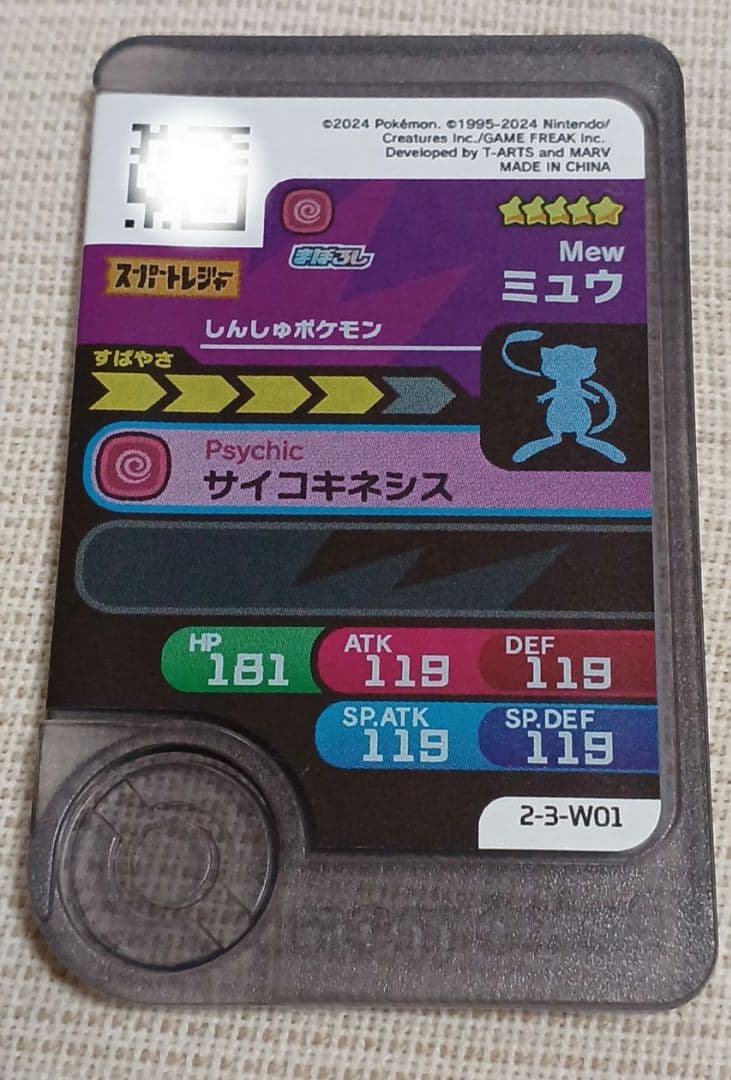 ©2024 Pokémon. ©1995-2024 Nintendo/
Creatures Inc./GAME FREAK inc.
Developed by T-ARTS and MARV
MADE IN CHINA
まぼろし
スーパートレジャー
Mew
ミュウ
しんしゅポケモン
すばやさ
Psychic
サイコキネシス
HP
181
ATK
119
DEF
119
SP.ATK
119
SP.DEF
119
2-3-W01